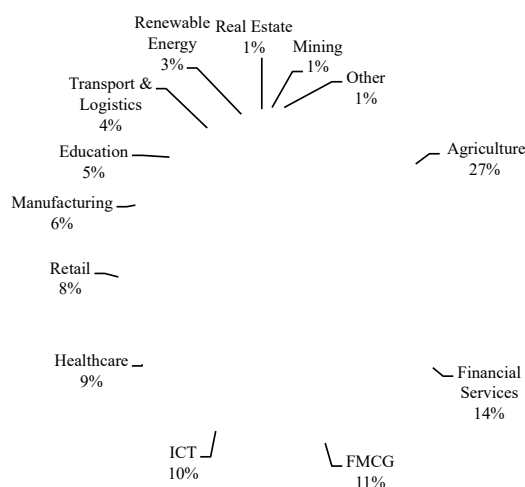 Renewable
Energy
3%
Real Estate
1%
Mining
1%
Other
1%
Transport &
Logistics
4%
Education
5%
Agriculture
27%
Manufacturing
6%
Retail
8%
Healthcare
9%
Financial
Services
14%
ICT
10%
FMCG
11%